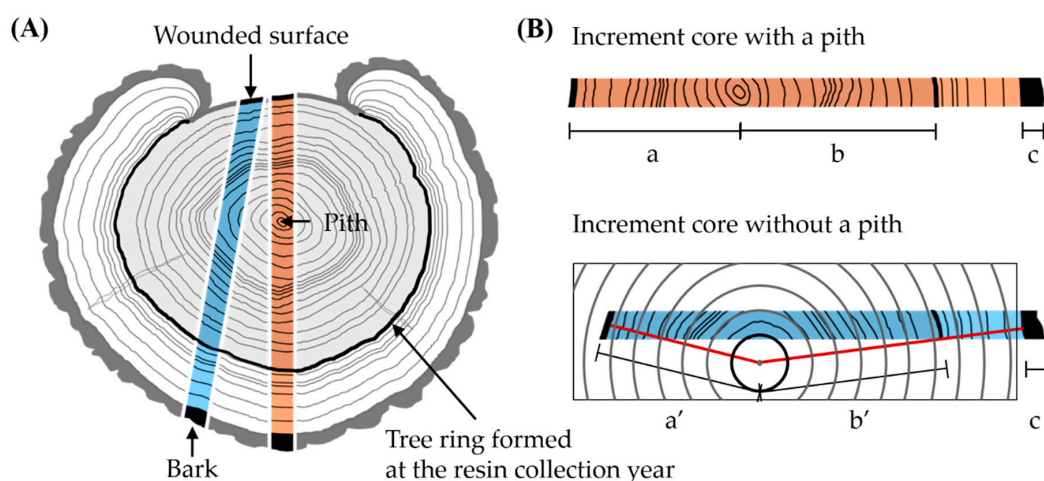 (A)
Wounded surface
Pith
Bark
Tree ring formed
at the resin collection year
(B)
Increment core with a pith
a
b
c
Increment core without a pith
a′
b′
c